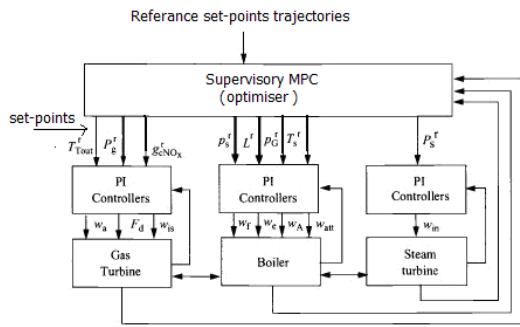 Referance set-points trajectories
Supervisory MPC
(optimiser)
set-points
T^r_Tout P^r_g g^r_cNOx
p^r_s L^r p^r_G T^r_s
P^r_S
PI Controllers
PI Controllers
PI Controllers
w_a F_d w_is
w_f w_e w_A w_att
w_in
Gas Turbine
Boiler
Steam turbine